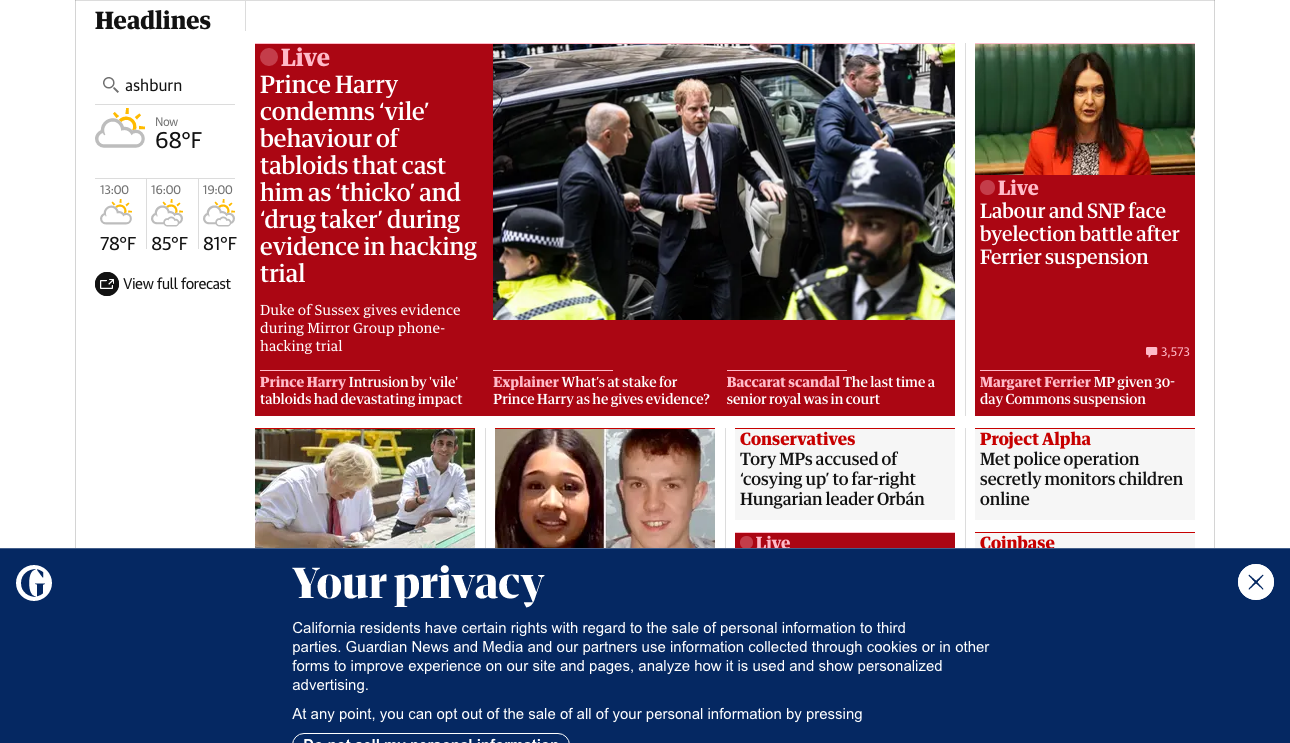 Headlines
ashburn
Now
68°F
13:00
16:00
19:00
78°F
85°F
81°F
View full forecast
Live
Prince Harry
condemns ‘vile’
behaviour of
tabloids that cast
him as ‘thicko’ and
‘drug taker’ during
evidence in hacking
trial
Duke of Sussex gives evidence
during Mirror Group phone-
hacking trial
Prince Harry Intrusion by 'vile'
tabloids had devastating impact
Explainer What’s at stake for
Prince Harry as he gives evidence?
Baccarat scandal The last time a
senior royal was in court
Live
Labour and SNP face
byelection battle after
Ferrier suspension
3,573
Margaret Ferrier MP given 30-
day Commons suspension
Conservatives
Tory MPs accused of
‘cosying up’ to far-right
Hungarian leader Orbán
Live
Project Alpha
Met police operation
secretly monitors children
online
Coinbase
Your privacy
California residents have certain rights with regard to the sale of personal information to third
parties. Guardian News and Media and our partners use information collected through cookies or in other
forms to improve experience on our site and pages, analyze how it is used and show personalized
advertising.
At any point, you can opt out of the sale of all of your personal information by pressing
Do not sell my personal information